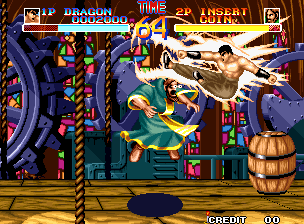 1P DRAGON TIME 2P INSERT
0002000 64 COIN
CREDIT 00